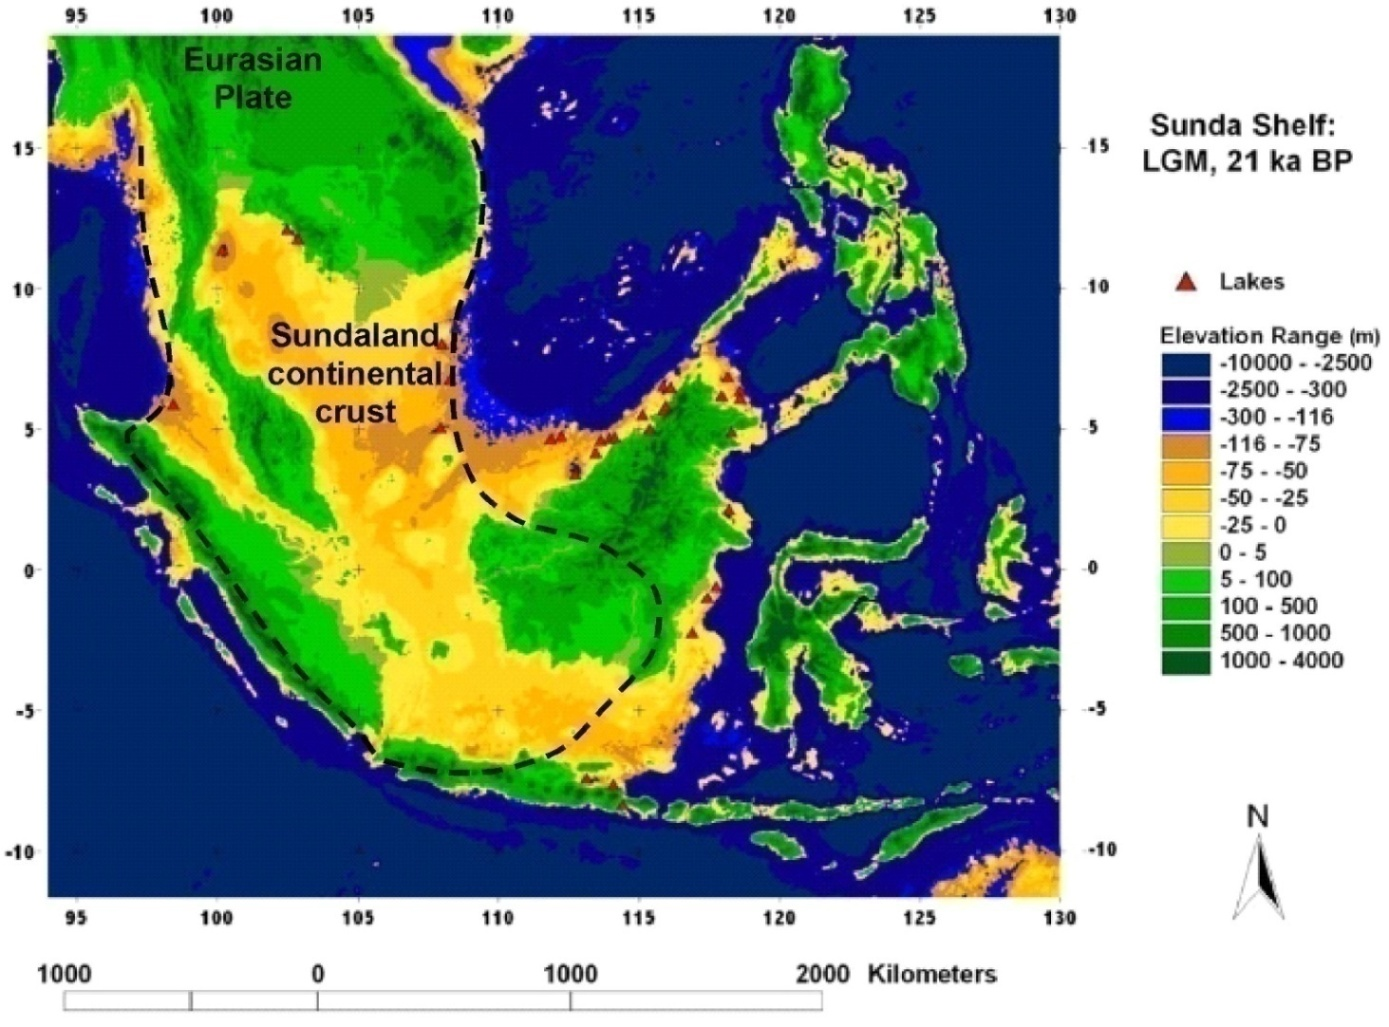 95 100 105 110 115 120 125 130
Eurasian
Plate
Sunda Shelf:
LGM, 21 ka BP
15 15
10 10
Lakes
Elevation Range (m)
-10000 - -2500
-2500 - -300
-300 - -116
-116 - -75
-75 - -50
-50 - -25
-25 - 0
0 - 5
5 - 100
100 - 500
500 - 1000
1000 - 4000
Sundaland
continental
crust
5 5
0 -0
-5 -5
-10 -10
N
95 100 105 110 115 120 125 130
1000 0 1000 2000 Kilometers